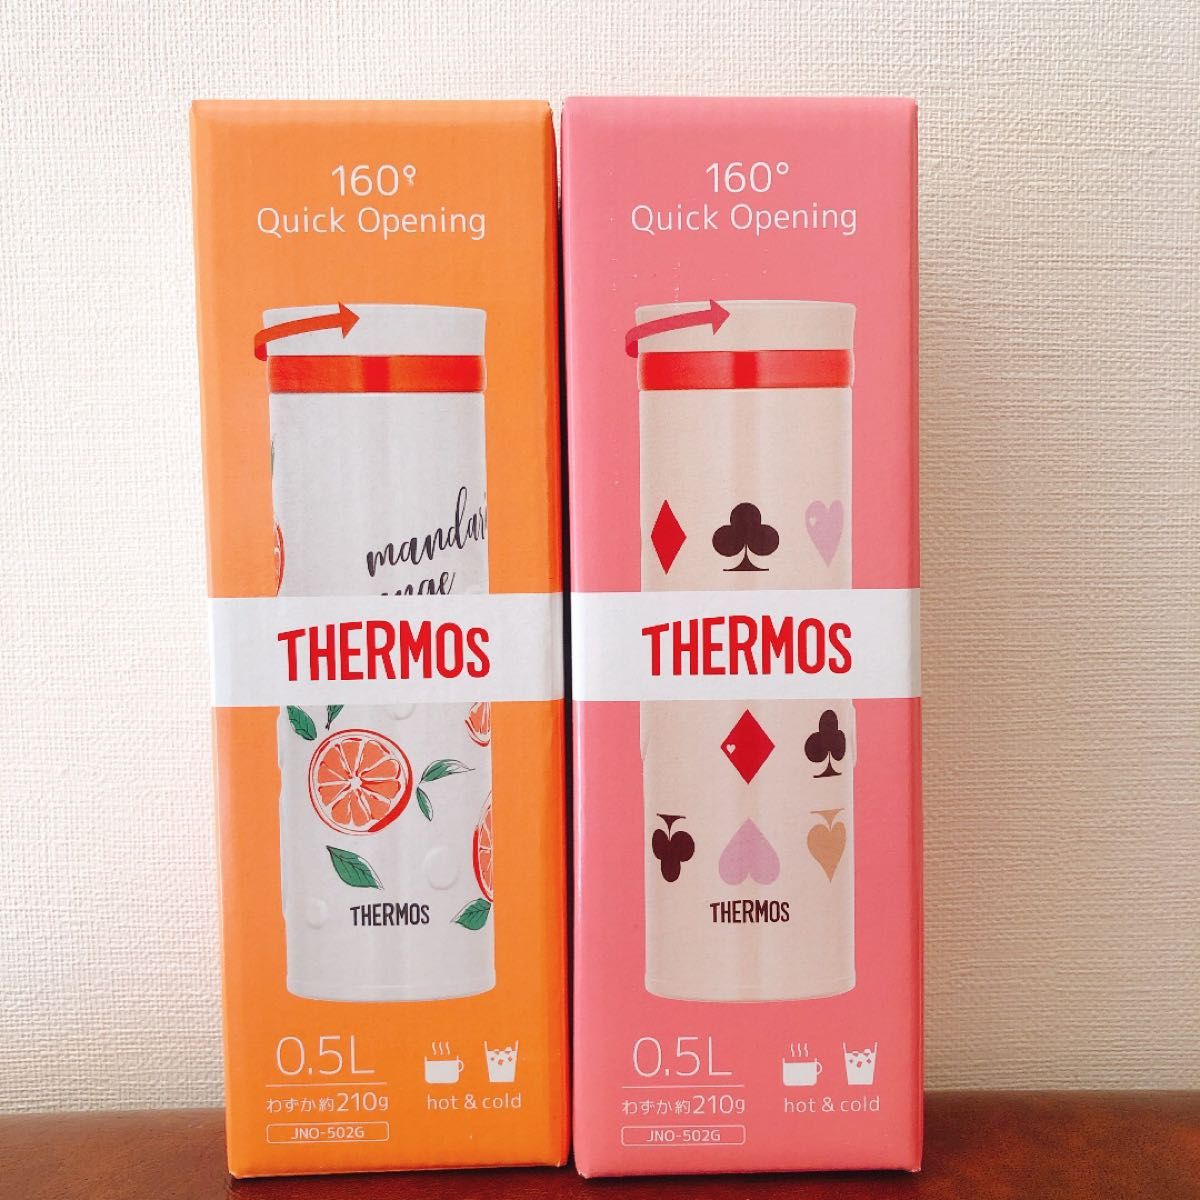 160°
Quick Opening
mandar
THERMOS
THERMOS
0.5L
わずか約210g
JNO-502G
hot & cold
160°
Quick Opening
THERMOS
THERMOS
0.5L
わずか約210g
JNO-502G
hot & cold